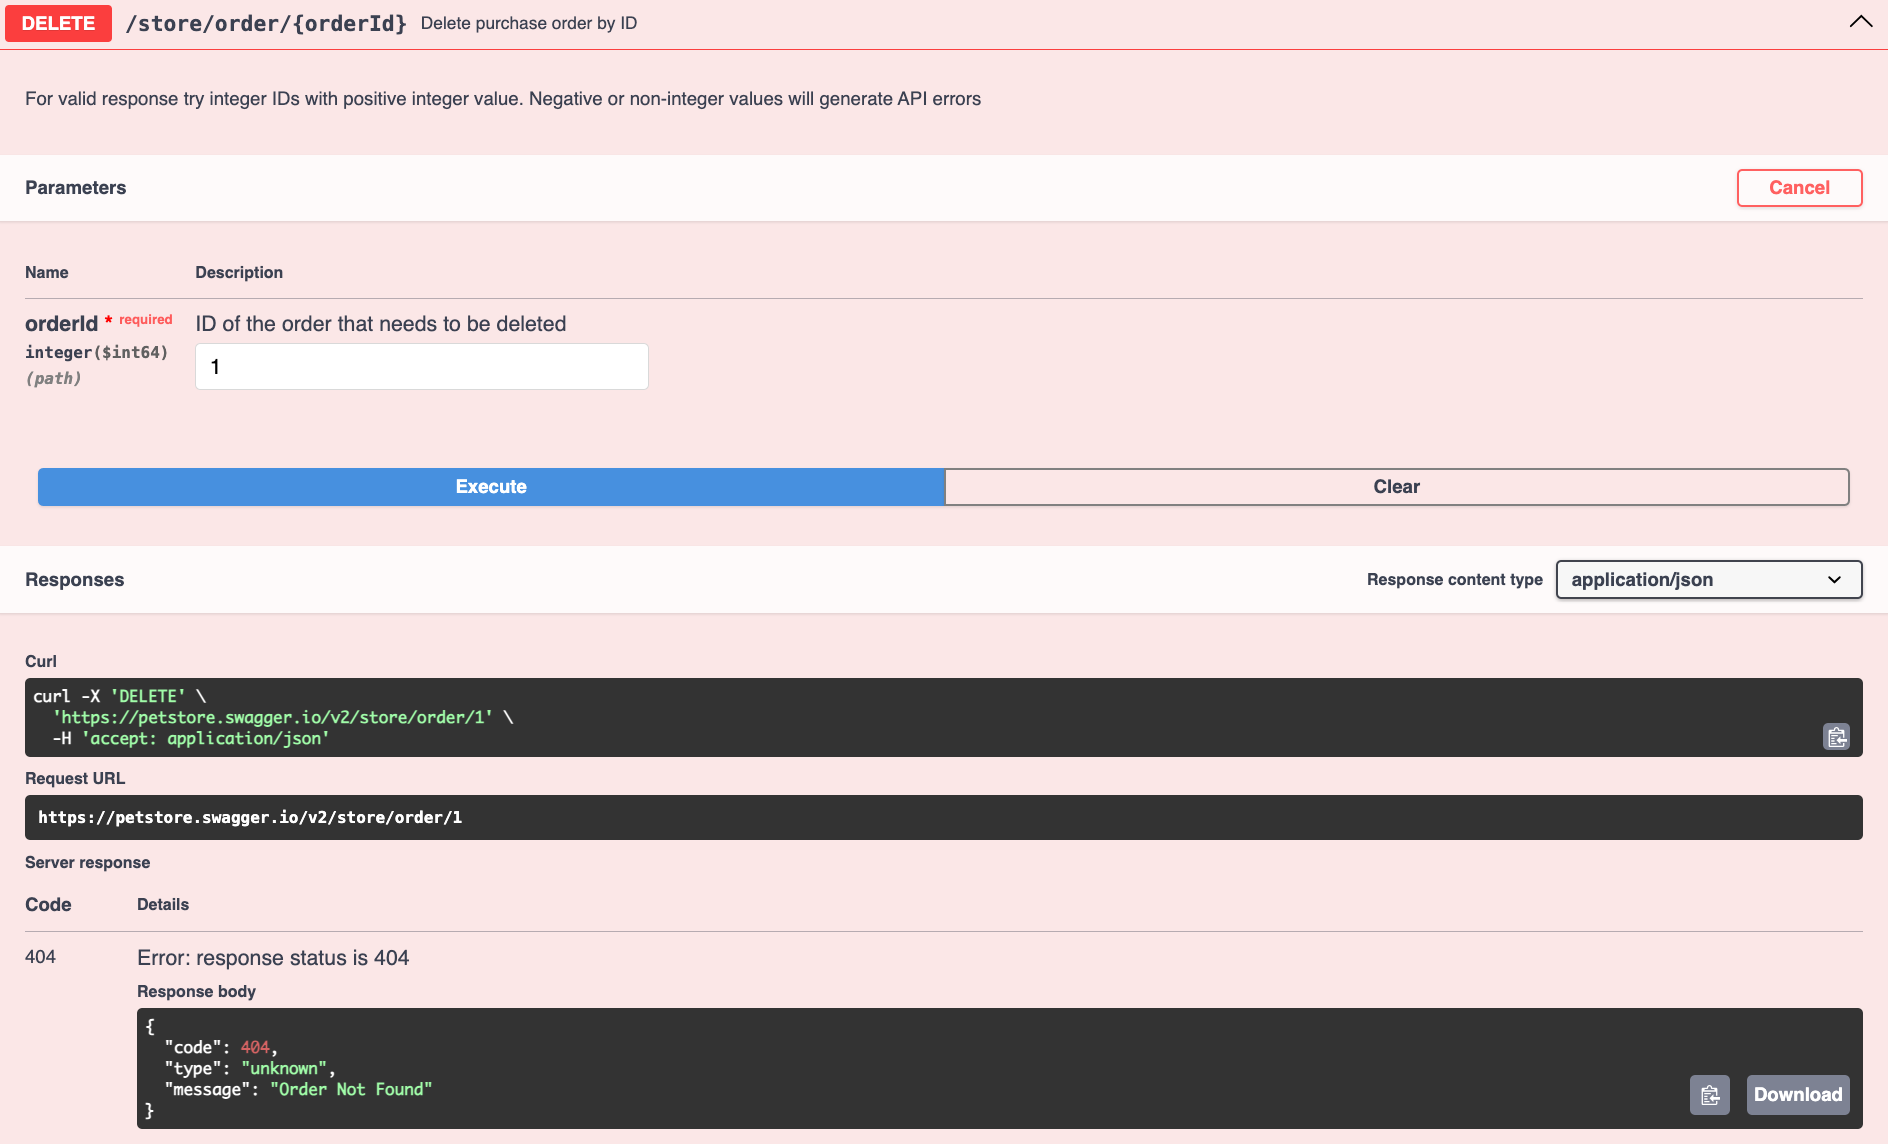 DELETE /store/order/{orderId} Delete purchase order by ID
For valid response try integer IDs with positive integer value. Negative or non-integer values will generate API errors
Parameters Cancel
Name Description
orderId * required ID of the order that needs to be deleted
integer($int64) 1
(path)
Execute Clear
Responses Response content type application/json
Curl
curl -X 'DELETE' \
  'https://petstore.swagger.io/v2/store/order/1' \
  -H 'accept: application/json'
Request URL
https://petstore.swagger.io/v2/store/order/1
Server response
Code Details
404 Error: response status is 404
Response body
{
  "code": 404,
  "type": "unknown",
  "message": "Order Not Found"
}
Download